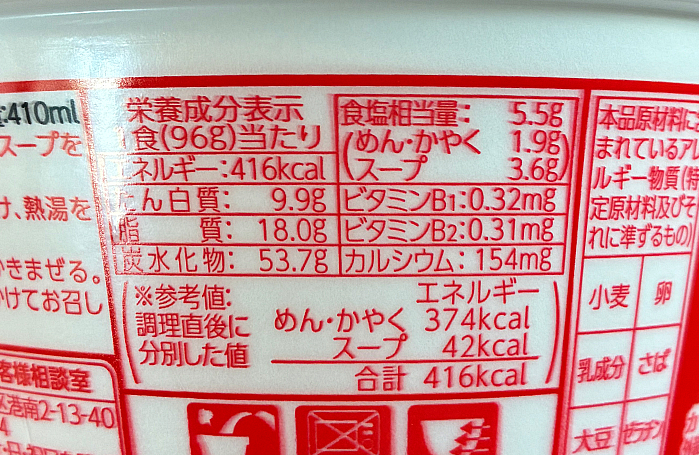 410ml
スープを
熱湯を
きまぜる。
けてお召し
客様相談室
港南2-13-40
栄養成分表示
1食(96g)当たり
エネルギー:416kcal
たん白質: 9.9g
脂 質: 18.0g
炭水化物: 53.7g
食塩相当量: 5.5g
(めん・かやく 1.9g)
(スープ 3.6g)
ビタミンB1:0.32mg
ビタミンB2:0.31mg
カルシウム: 154mg
(※参考値:
調理直後に
分別した値
エネルギー
めん・かやく 374kcal
スープ 42kcal
合計 416kcal)
本品原材料に
まれているアレ
ルギー物質(特
定原材料及びそ
れに準ずるもの)
小麦 卵
乳成分 さば
大豆 ゼラチン